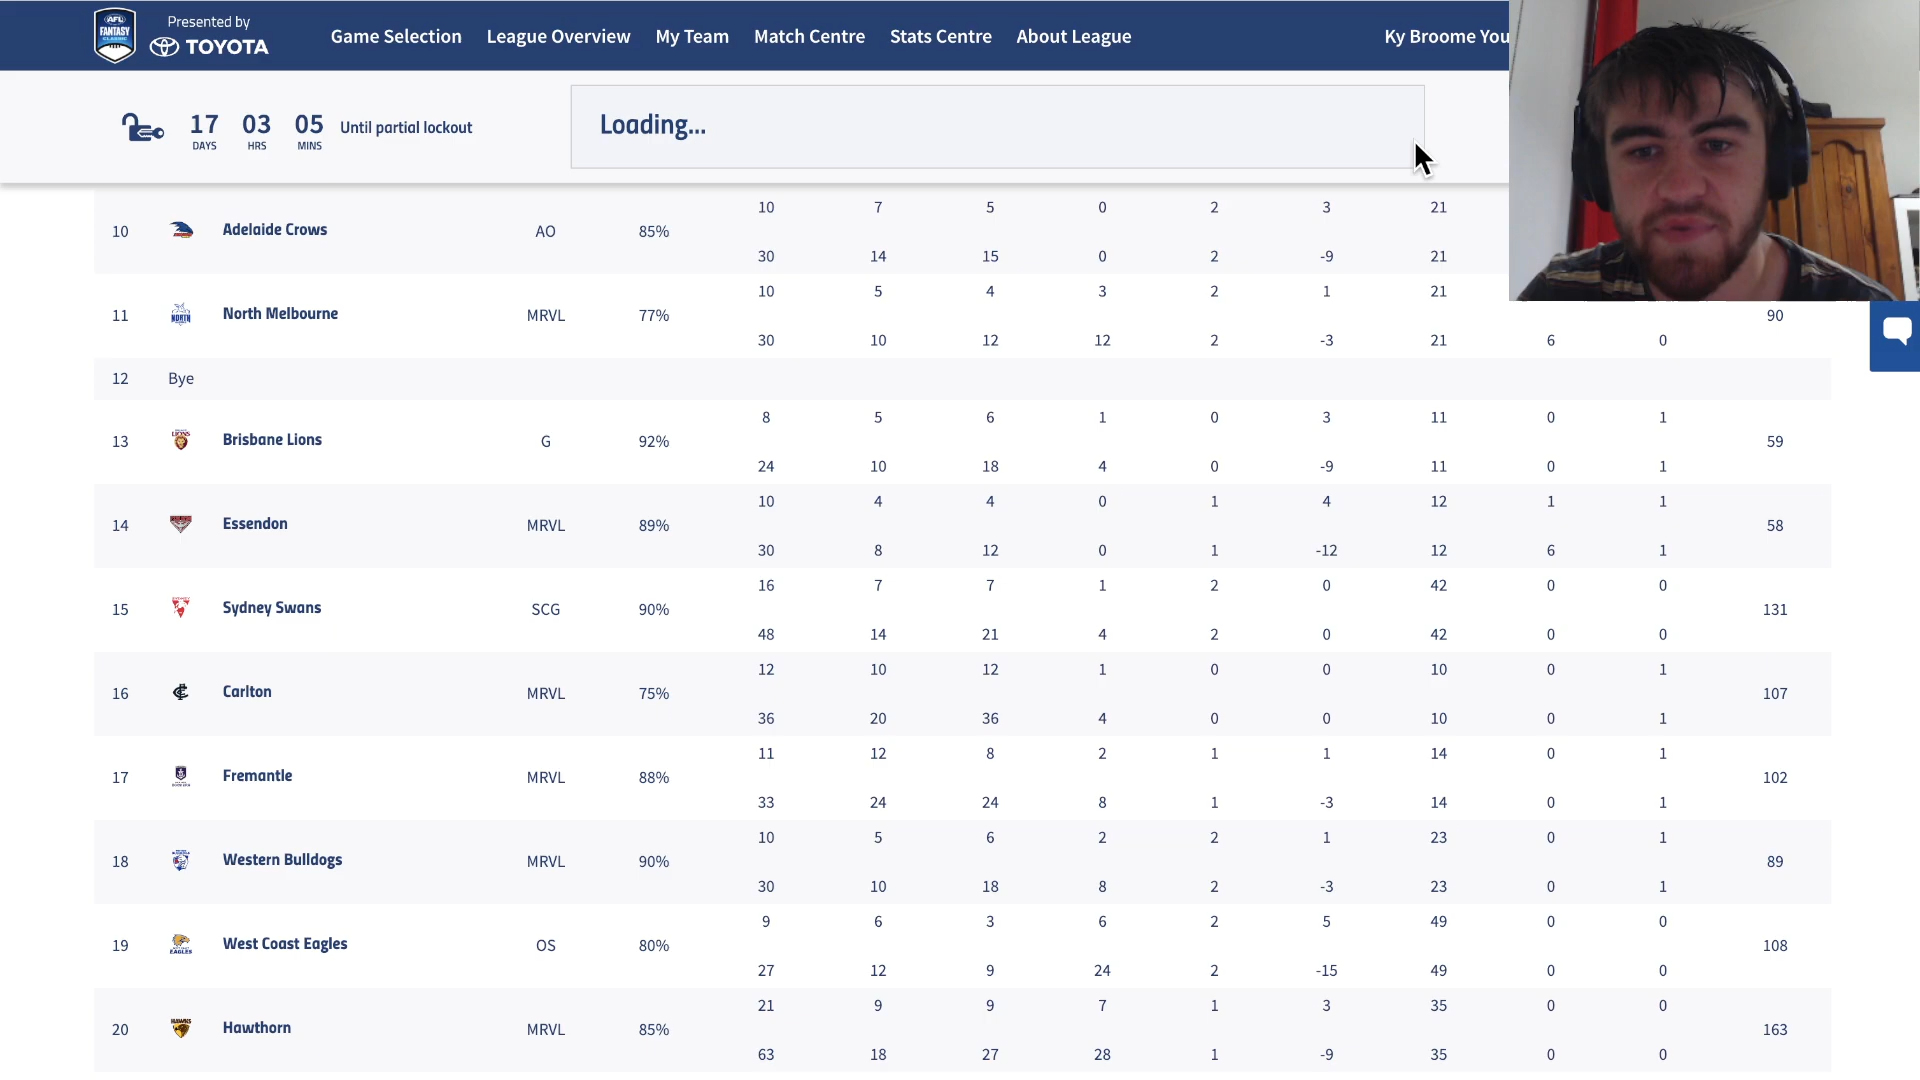 AFL
FANTASY
CLASSIC
Presented by
TOYOTA
Game Selection League Overview My Team Match Centre Stats Centre About League Ky Broome You
17 03 05 Until partial lockout
DAYS HRS MINS
Loading...
10 7 5 0 2 3 21
10 Adelaide Crows AO 85%
30 14 15 0 2 -9 21
10 5 4 3 2 1 21
11 North Melbourne MRVL 77% 90
30 10 12 12 2 -3 21 6 0
12 Bye
8 5 6 1 0 3 11 0 1
13 Brisbane Lions G 92% 59
24 10 18 4 0 -9 11 0 1
10 4 4 0 1 4 12 1 1
14 Essendon MRVL 89% 58
30 8 12 0 1 -12 12 6 1
16 7 7 1 2 0 42 0 0
15 Sydney Swans SCG 90% 131
48 14 21 4 2 0 42 0 0
12 10 12 1 0 0 10 0 1
16 Carlton MRVL 75% 107
36 20 36 4 0 0 10 0 1
11 12 8 2 1 1 14 0 1
17 Fremantle MRVL 88% 102
33 24 24 8 1 -3 14 0 1
10 5 6 2 2 1 23 0 1
18 Western Bulldogs MRVL 90% 89
30 10 18 8 2 -3 23 0 1
9 6 3 6 2 5 49 0 0
19 West Coast Eagles OS 80% 108
27 12 9 24 2 -15 49 0 0
21 9 9 7 1 3 35 0 0
20 Hawthorn MRVL 85% 163
63 18 27 28 1 -9 35 0 0